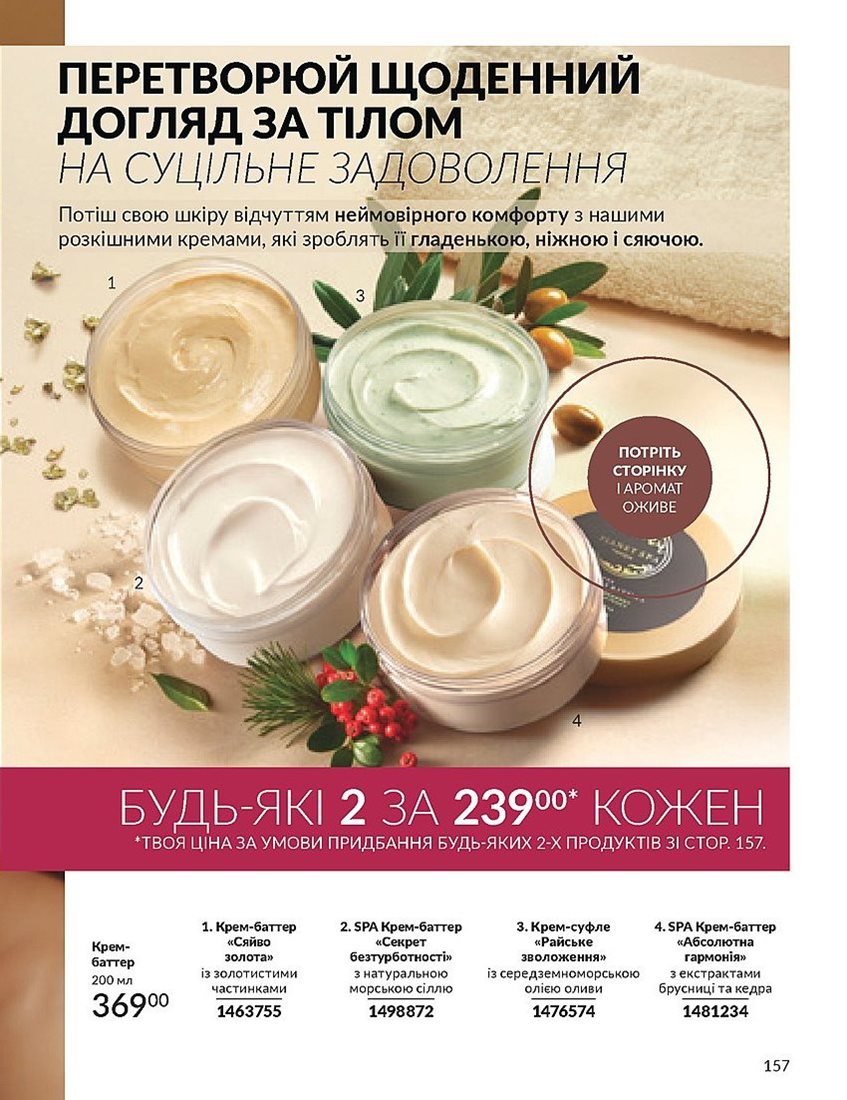 ПЕРЕТВОРЮЙ ЩОДЕННИЙ
ДОГЛЯД ЗА ТІЛОМ
НА СУЦІЛЬНЕ ЗАДОВОЛЕННЯ
Потіш свою шкіру відчуттям неймовірного комфорту з нашими
розкішними кремами, які зроблять її гладенькою, ніжною і сяючою.
1
3
ПОТРІТЬ
СТОРІНКУ
І АРОМАТ
ОЖИВЕ
PLANET SPA
2
4
БУДЬ-ЯКІ 2 ЗА 23900* КОЖЕН
*ТВОЯ ЦІНА ЗА УМОВИ ПРИДБАННЯ БУДЬ-ЯКИХ 2-Х ПРОДУКТІВ ЗІ СТОР. 157.
Крем-
баттер
200 мл
36900
1. Крем-баттер
«Сяйво
золота»
із золотистими
частинками
1463755
2. SPA Крем-баттер
«Секрет
безтурботності»
з натуральною
морською сіллю
1498872
3. Крем-суфле
«Райське
зволоження»
із середземноморською
олією оливи
1476574
4. SPA Крем-баттер
«Абсолютна
гармонія»
з екстрактами
брусниці та кедра
1481234
157